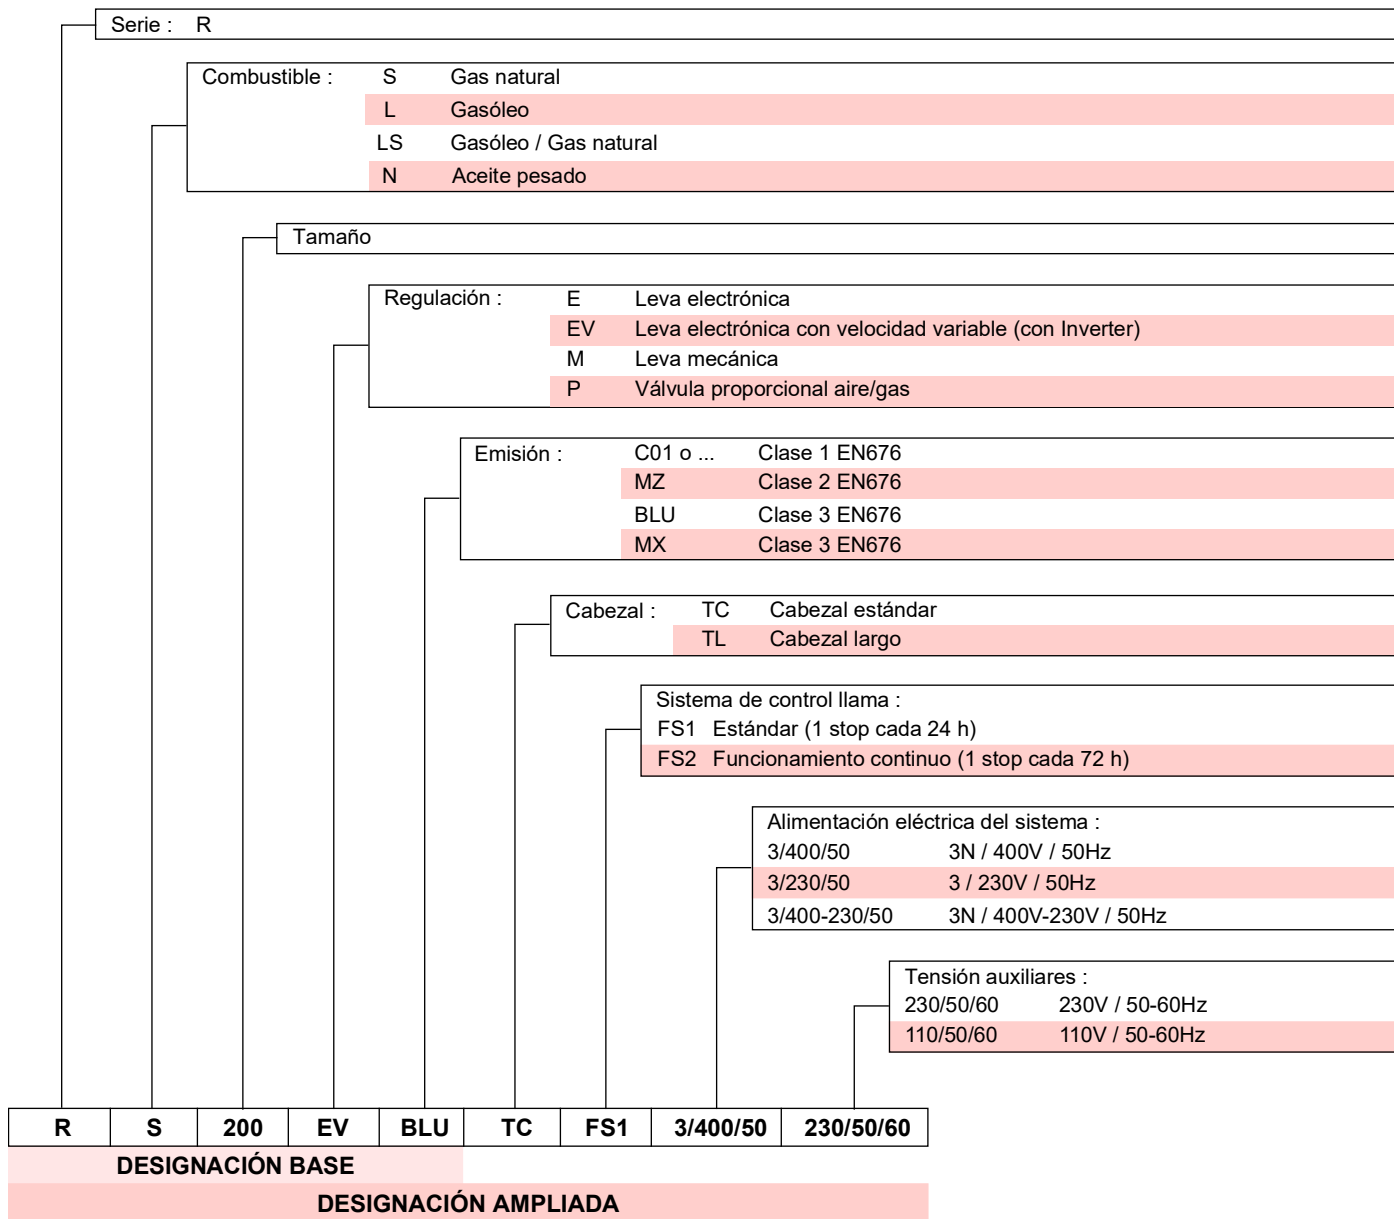 Serie : R
Combustible : S Gas natural
L Gasóleo
LS Gasóleo / Gas natural
N Aceite pesado
Tamaño
Regulación : E Leva electrónica
EV Leva electrónica con velocidad variable (con Inverter)
M Leva mecánica
P Válvula proporcional aire/gas
Emisión : C01 o ... Clase 1 EN676
MZ Clase 2 EN676
BLU Clase 3 EN676
MX Clase 3 EN676
Cabezal : TC Cabezal estándar
TL Cabezal largo
Sistema de control llama :
FS1 Estándar (1 stop cada 24 h)
FS2 Funcionamiento continuo (1 stop cada 72 h)
Alimentación eléctrica del sistema :
3/400/50 3N / 400V / 50Hz
3/230/50 3 / 230V / 50Hz
3/400-230/50 3N / 400V-230V / 50Hz
Tensión auxiliares :
230/50/60 230V / 50-60Hz
110/50/60 110V / 50-60Hz
R S 200 EV BLU TC FS1 3/400/50 230/50/60
DESIGNACIÓN BASE
DESIGNACIÓN AMPLIADA